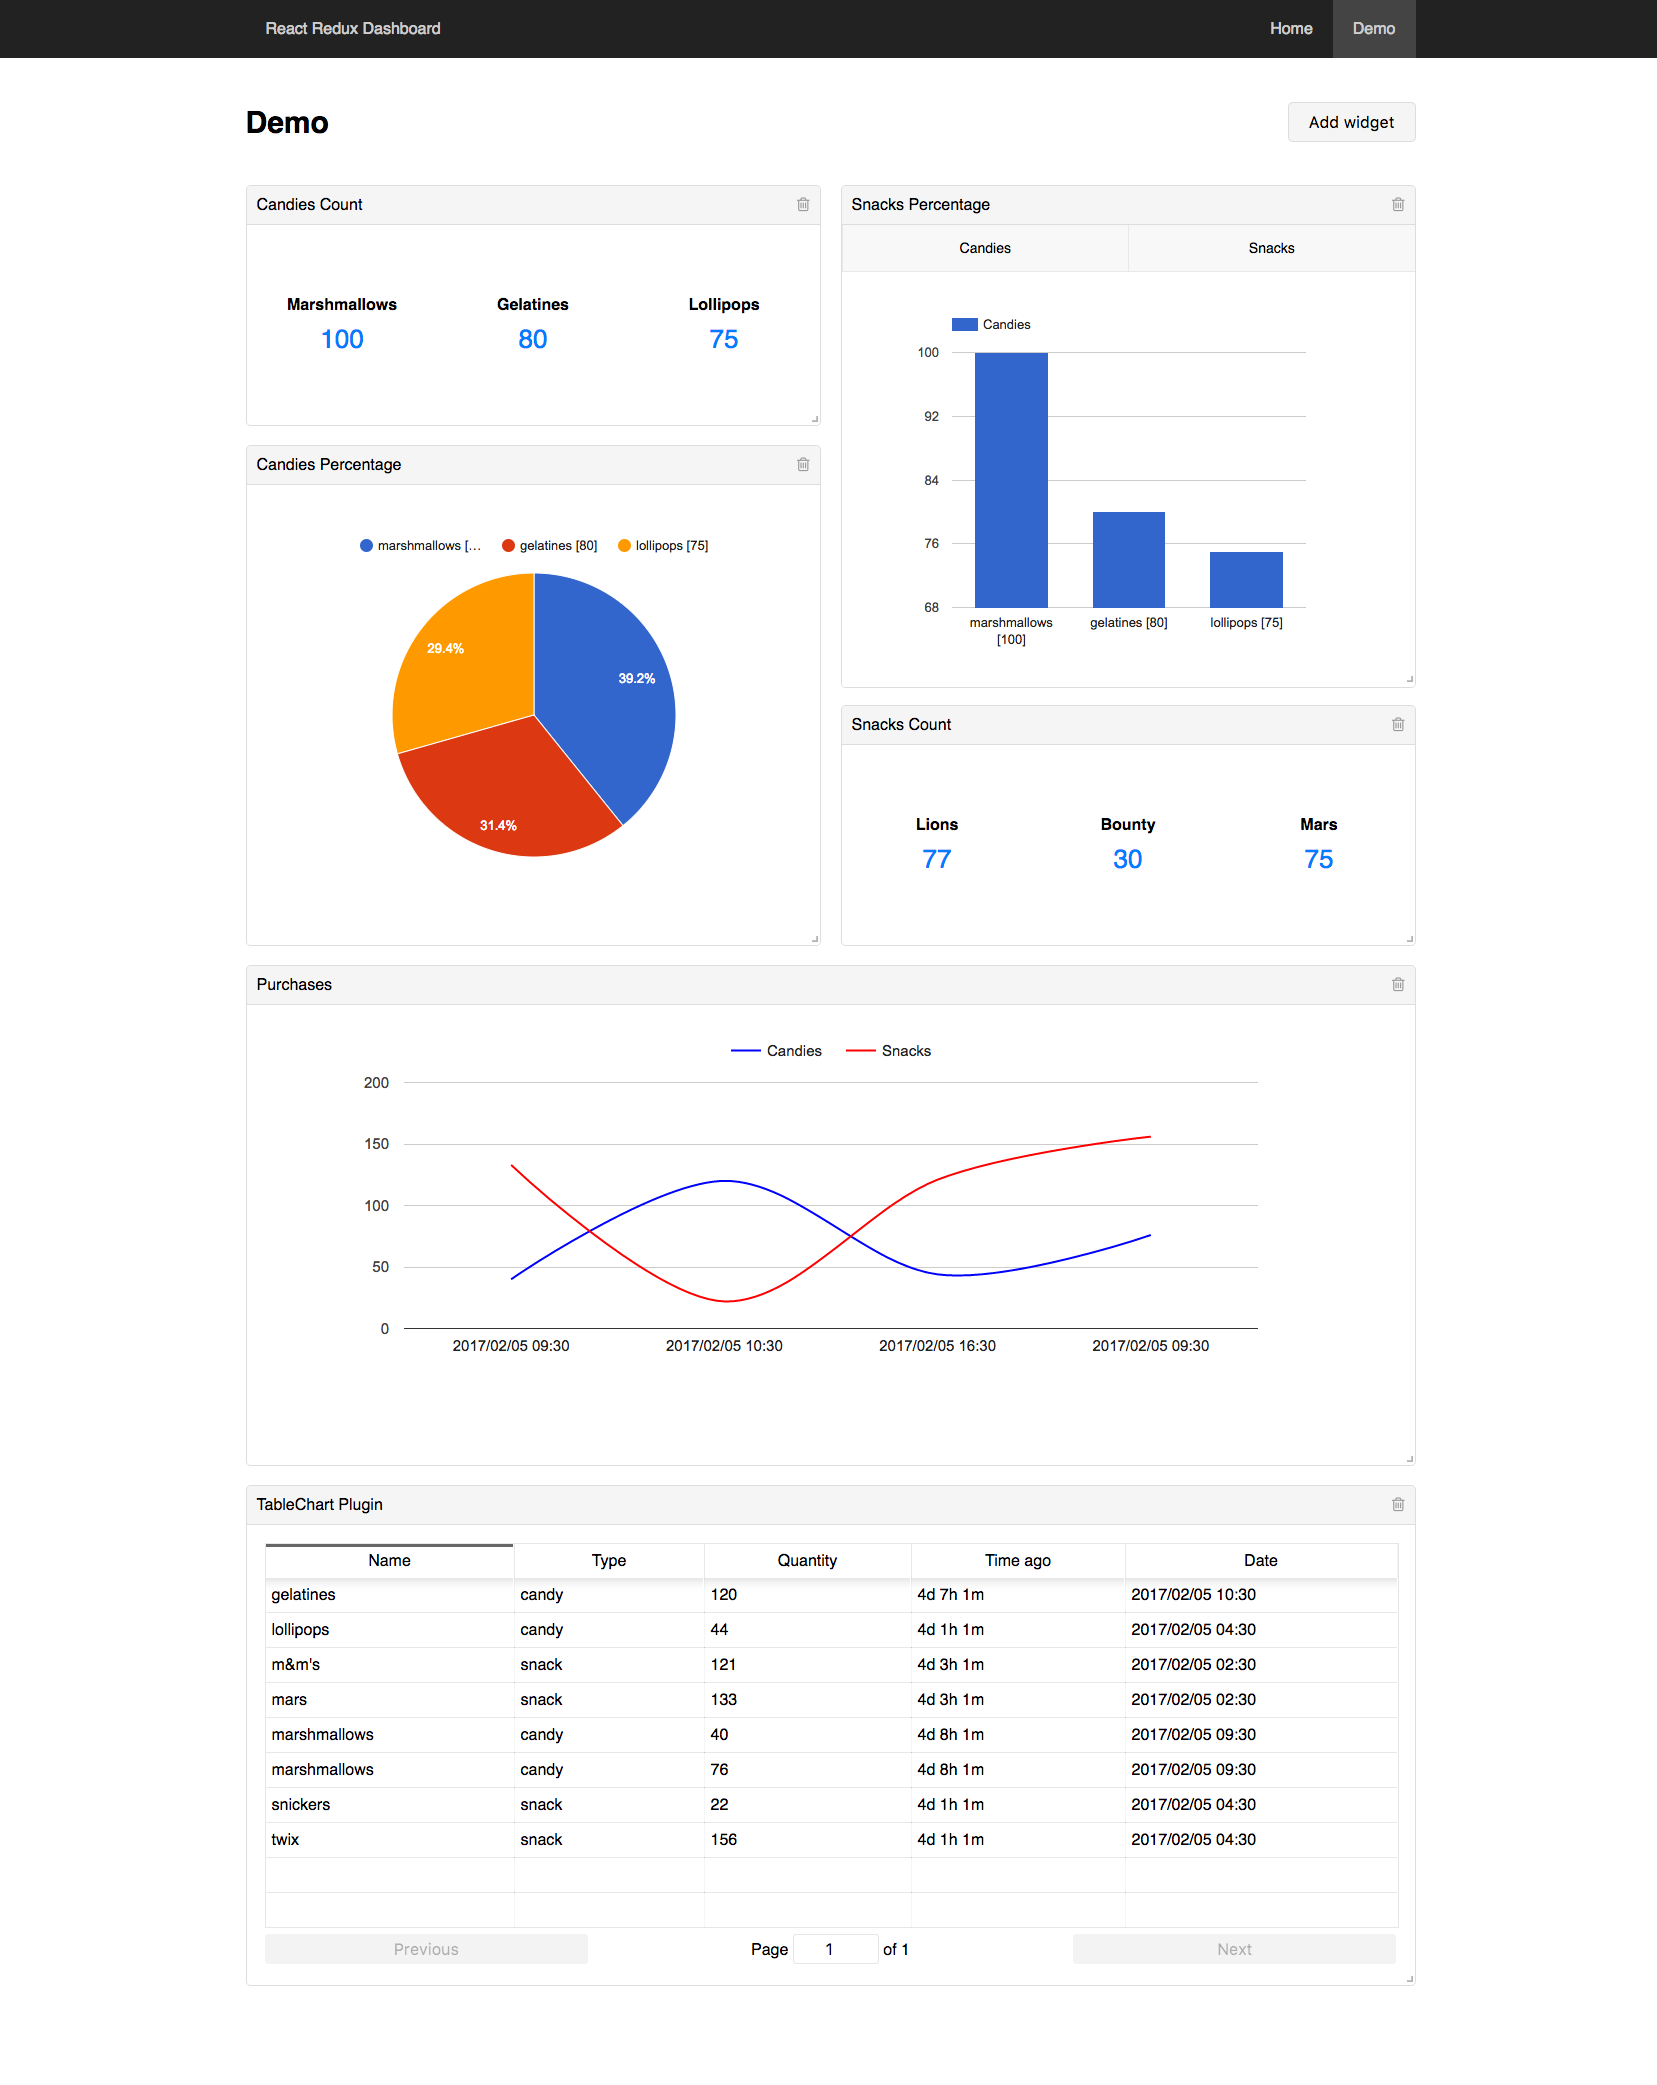 React Redux Dashboard Home Demo
Demo Add widget
Candies Count
Marshmallows Gelatines Lollipops
100 80 75
Snacks Percentage
Candies Snacks
Candies
100
92
84
76
68
marshmallows [100] gelatines [80] lollipops [75]
Candies Percentage
marshmallows [... gelatines [80] lollipops [75]
29.4%
39.2%
31.4%
Snacks Count
Lions Bounty Mars
77 30 75
Purchases
Candies Snacks
200
150
100
50
0
2017/02/05 09:30 2017/02/05 10:30 2017/02/05 16:30 2017/02/05 09:30
TableChart Plugin
Name Type Quantity Time ago Date
gelatines candy 120 4d 7h 1m 2017/02/05 10:30
lollipops candy 44 4d 1h 1m 2017/02/05 04:30
m&m's snack 121 4d 3h 1m 2017/02/05 02:30
mars snack 133 4d 3h 1m 2017/02/05 02:30
marshmallows candy 40 4d 8h 1m 2017/02/05 09:30
marshmallows candy 76 4d 8h 1m 2017/02/05 09:30
snickers snack 22 4d 1h 1m 2017/02/05 04:30
twix snack 156 4d 1h 1m 2017/02/05 04:30
Previous Page 1 of 1 Next